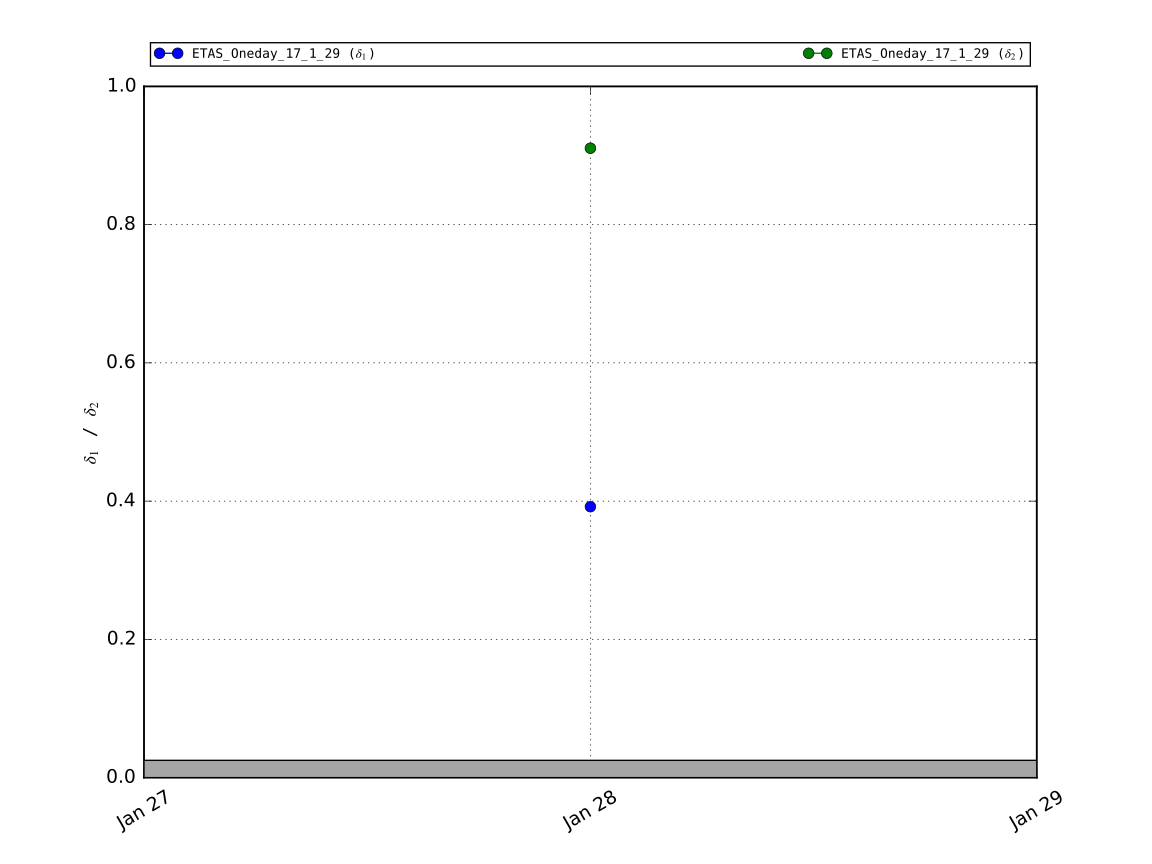 ETAS_Oneday_17_1_29 (δ₁) ETAS_Oneday_17_1_29 (δ₂)
1.0
0.8
0.6
0.4
0.2
0.0
δ₁ / δ₂
Jan 27 Jan 28 Jan 29